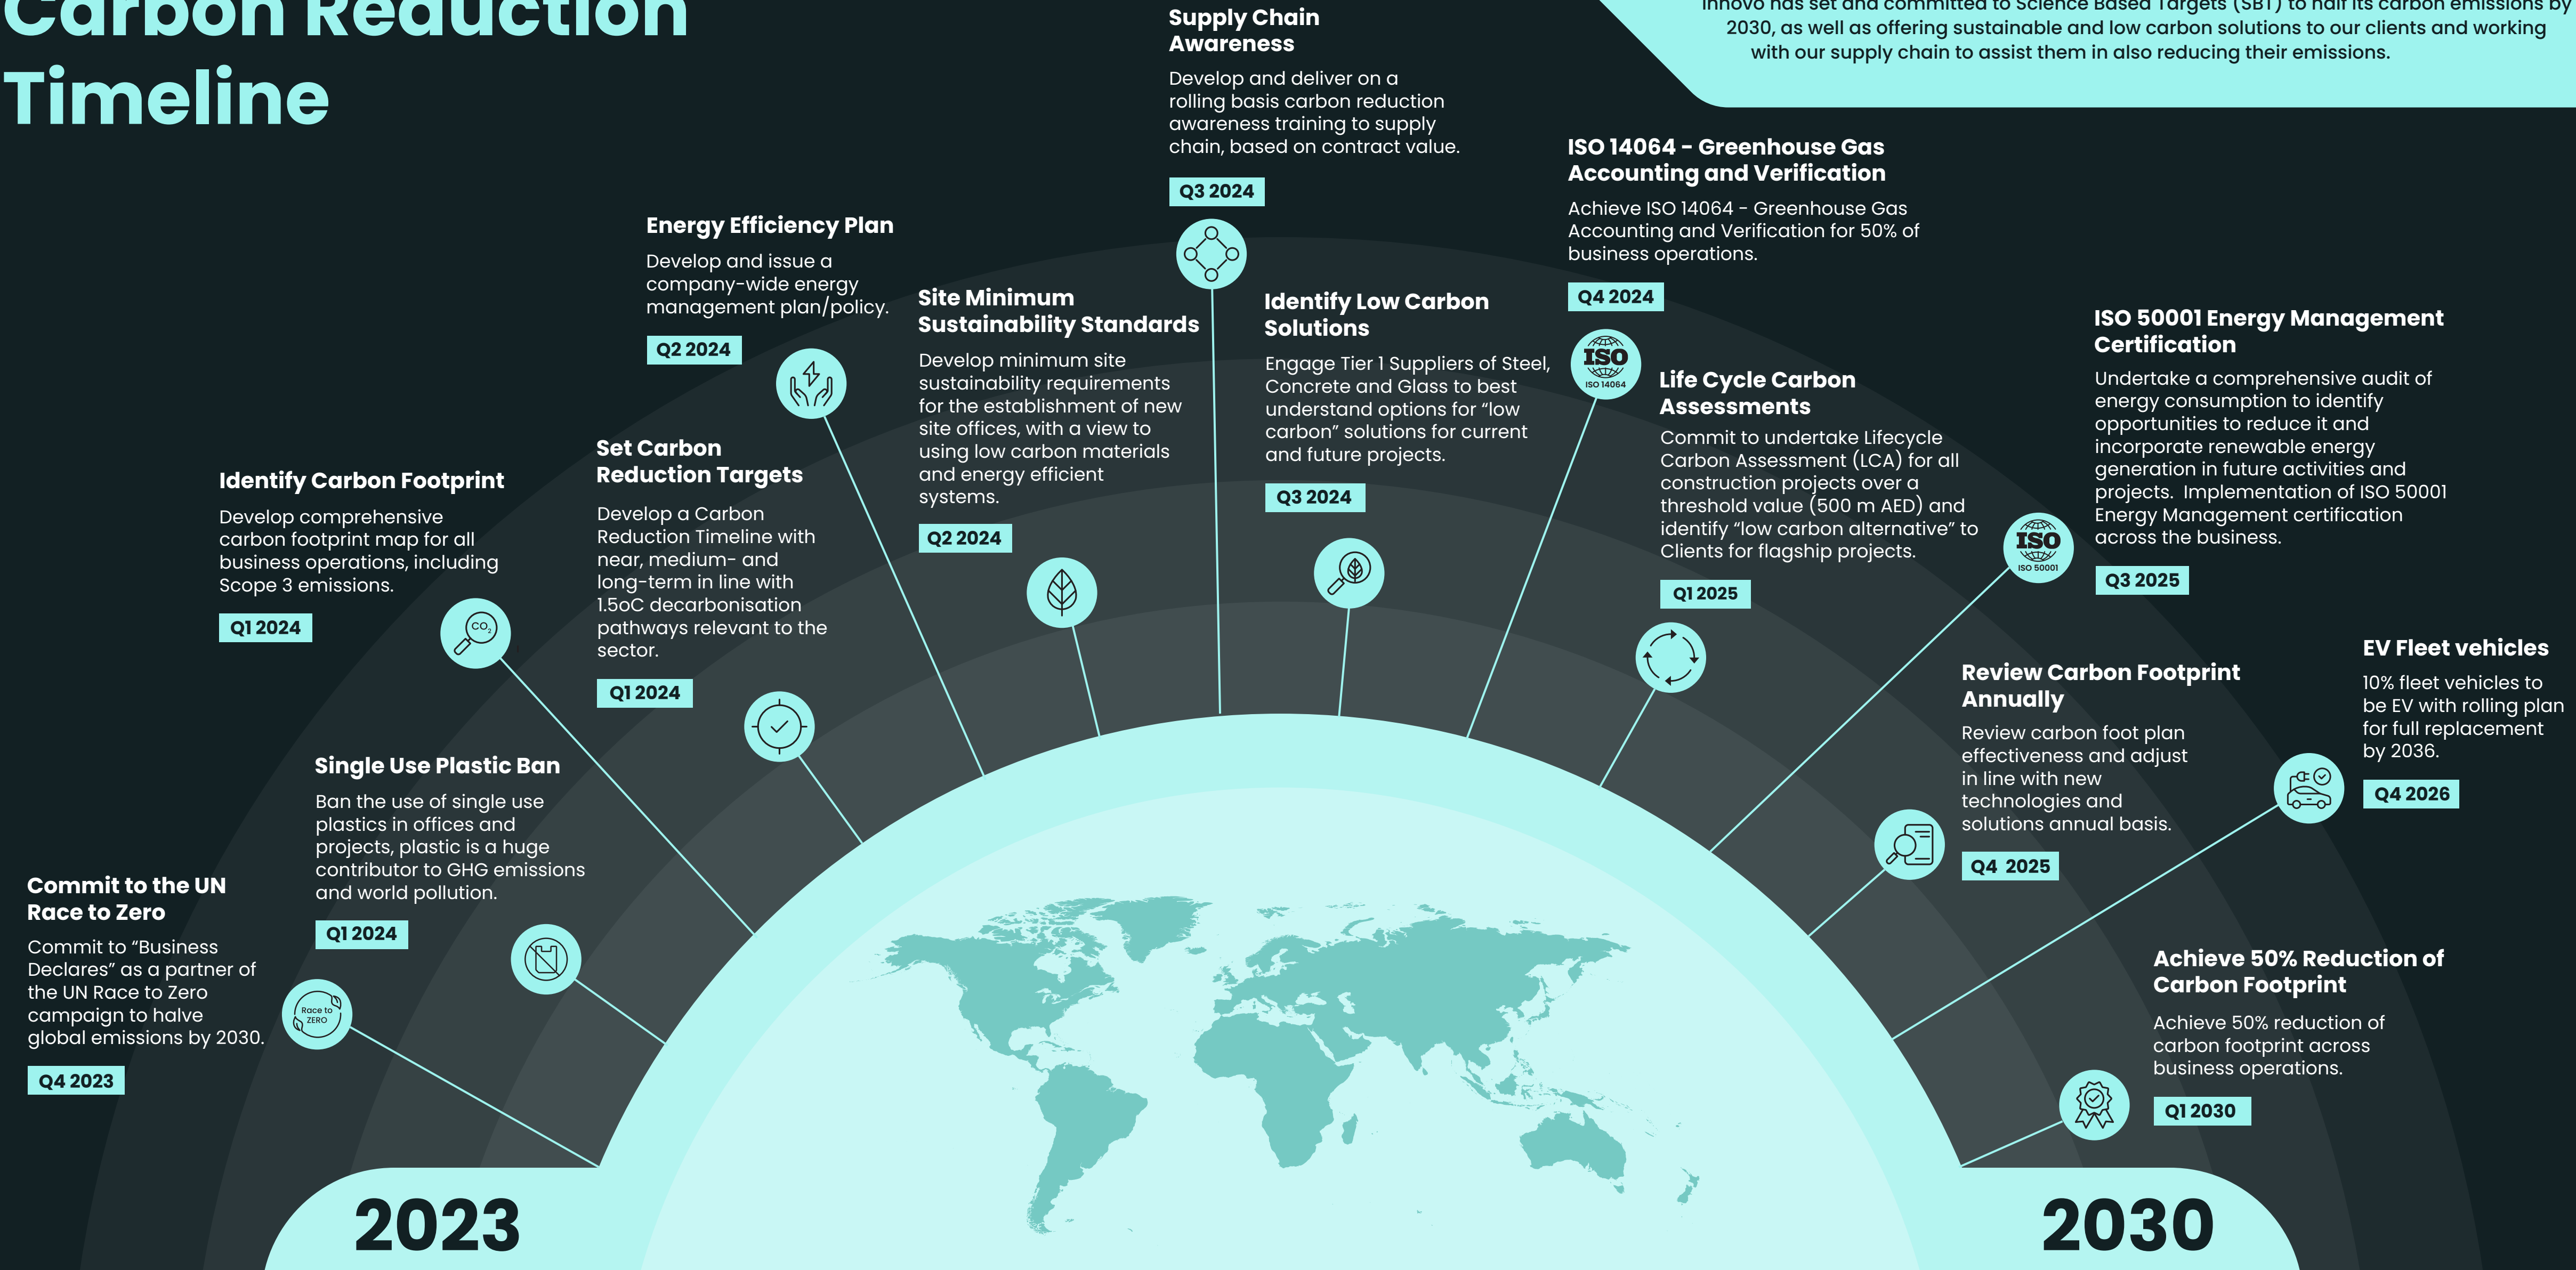 Carbon Reduction
Timeline
Innovo has set and committed to Science Based Targets (SBT) to half its carbon emissions by
2030, as well as offering sustainable and low carbon solutions to our clients and working
with our supply chain to assist them in also reducing their emissions.
Commit to the UN
Race to Zero
Commit to “Business
Declares” as a partner of
the UN Race to Zero
campaign to halve
global emissions by 2030.
Q4 2023
Race to
ZERO
Single Use Plastic Ban
Ban the use of single use
plastics in offices and
projects, plastic is a huge
contributor to GHG emissions
and world pollution.
Q1 2024
Identify Carbon Footprint
Develop comprehensive
carbon footprint map for all
business operations, including
Scope 3 emissions.
Q1 2024
CO2
Set Carbon
Reduction Targets
Develop a Carbon
Reduction Timeline with
near, medium- and
long-term in line with
1.5oC decarbonisation
pathways relevant to the
sector.
Q1 2024
Energy Efficiency Plan
Develop and issue a
company-wide energy
management plan/policy.
Q2 2024
Site Minimum
Sustainability Standards
Develop minimum site
sustainability requirements
for the establishment of new
site offices, with a view to
using low carbon materials
and energy efficient
systems.
Q2 2024
Supply Chain
Awareness
Develop and deliver on a
rolling basis carbon reduction
awareness training to supply
chain, based on contract value.
Q3 2024
Identify Low Carbon
Solutions
Engage Tier 1 Suppliers of Steel,
Concrete and Glass to best
understand options for “low
carbon” solutions for current
and future projects.
Q3 2024
ISO 14064 - Greenhouse Gas
Accounting and Verification
Achieve ISO 14064 - Greenhouse Gas
Accounting and Verification for 50% of
business operations.
Q4 2024
ISO
ISO 14064
Life Cycle Carbon
Assessments
Commit to undertake Lifecycle
Carbon Assessment (LCA) for all
construction projects over a
threshold value (500 m AED) and
identify “low carbon alternative” to
Clients for flagship projects.
Q1 2025
ISO 50001 Energy Management
Certification
Undertake a comprehensive audit of
energy consumption to identify
opportunities to reduce it and
incorporate renewable energy
generation in future activities and
projects. Implementation of ISO 50001
Energy Management certification
across the business.
Q3 2025
ISO
ISO 50001
Review Carbon Footprint
Annually
Review carbon foot plan
effectiveness and adjust
in line with new
technologies and
solutions annual basis.
Q4 2025
EV Fleet vehicles
10% fleet vehicles to
be EV with rolling plan
for full replacement
by 2036.
Q4 2026
Achieve 50% Reduction of
Carbon Footprint
Achieve 50% reduction of
carbon footprint across
business operations.
Q1 2030
2023
2030